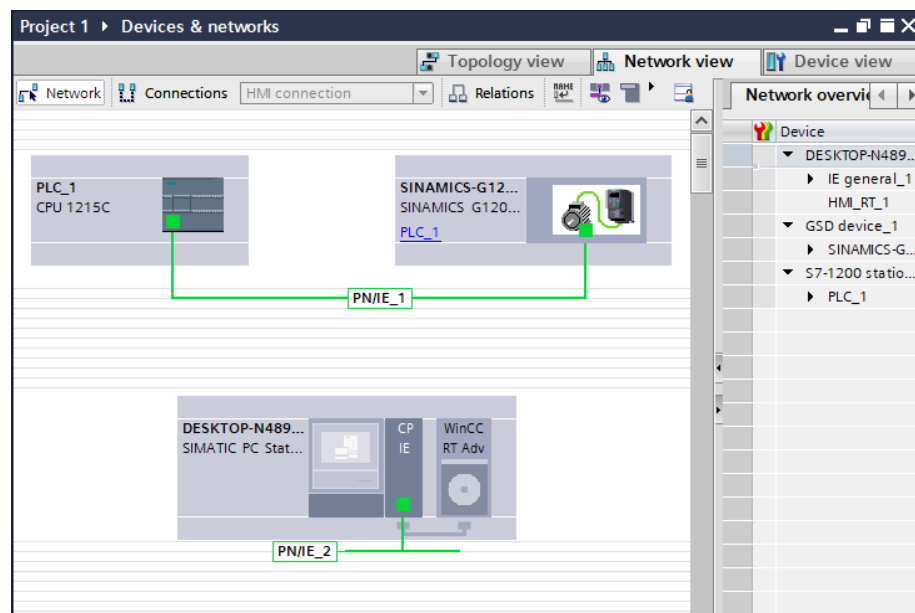 Project 1 ▸ Devices & networks
Topology view
Network view
Device view
Network
Connections
HMI connection
Relations
NAME
Network overvie
Device
DESKTOP-N489...
IE general_1
HMI_RT_1
GSD device_1
SINAMICS-G...
S7-1200 statio...
PLC_1
PLC_1
CPU 1215C
SINAMICS-G12...
SINAMICS G120...
PLC_1
PN/IE_1
DESKTOP-N489...
SIMATIC PC Stat...
CP
IE
WinCC
RT Adv
PN/IE_2